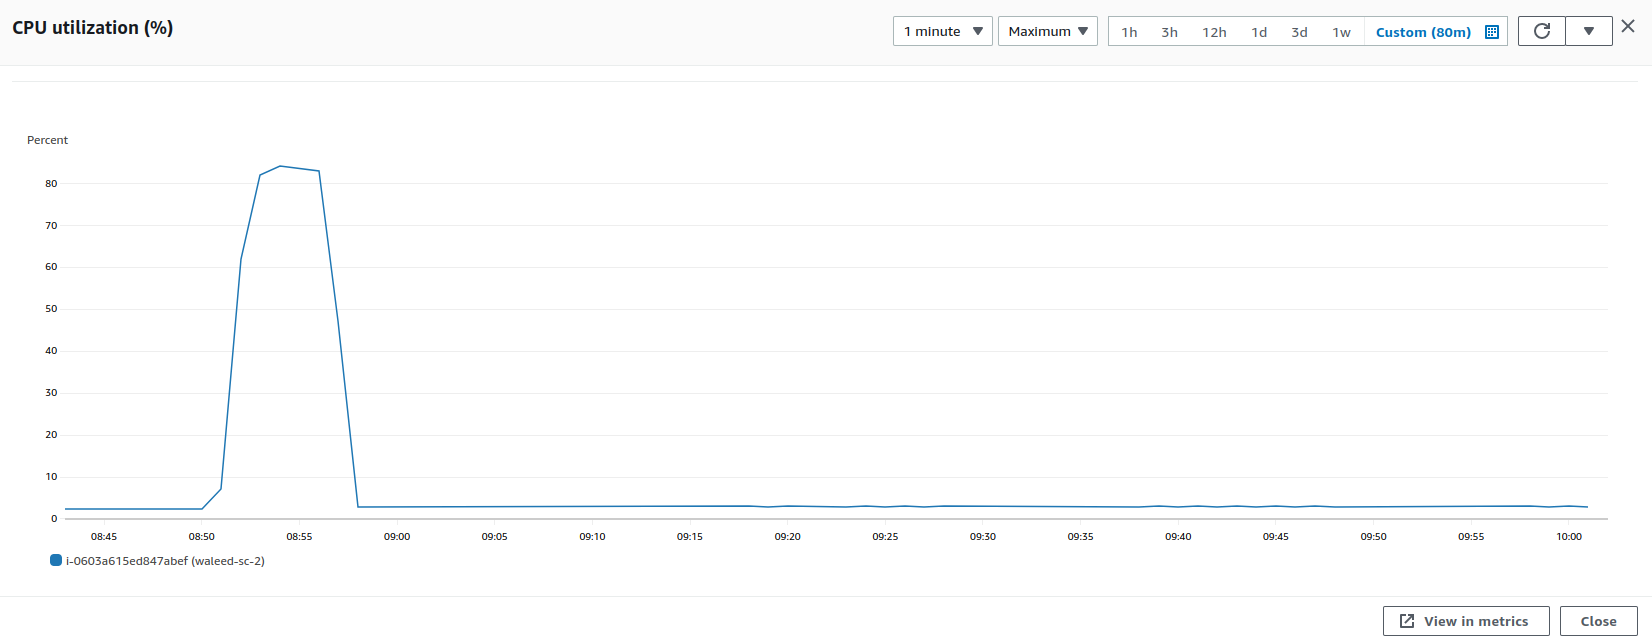 CPU utilization (%)
1 minute
Maximum
1h 3h 12h 1d 3d 1w Custom (80m)
Percent
80
70
60
50
40
30
20
10
0
08:45 08:50 08:55 09:00 09:05 09:10 09:15 09:20 09:25 09:30 09:35 09:40 09:45 09:50 09:55 10:00
i-0603a615ed847abef (waleed-sc-2)
View in metrics
Close